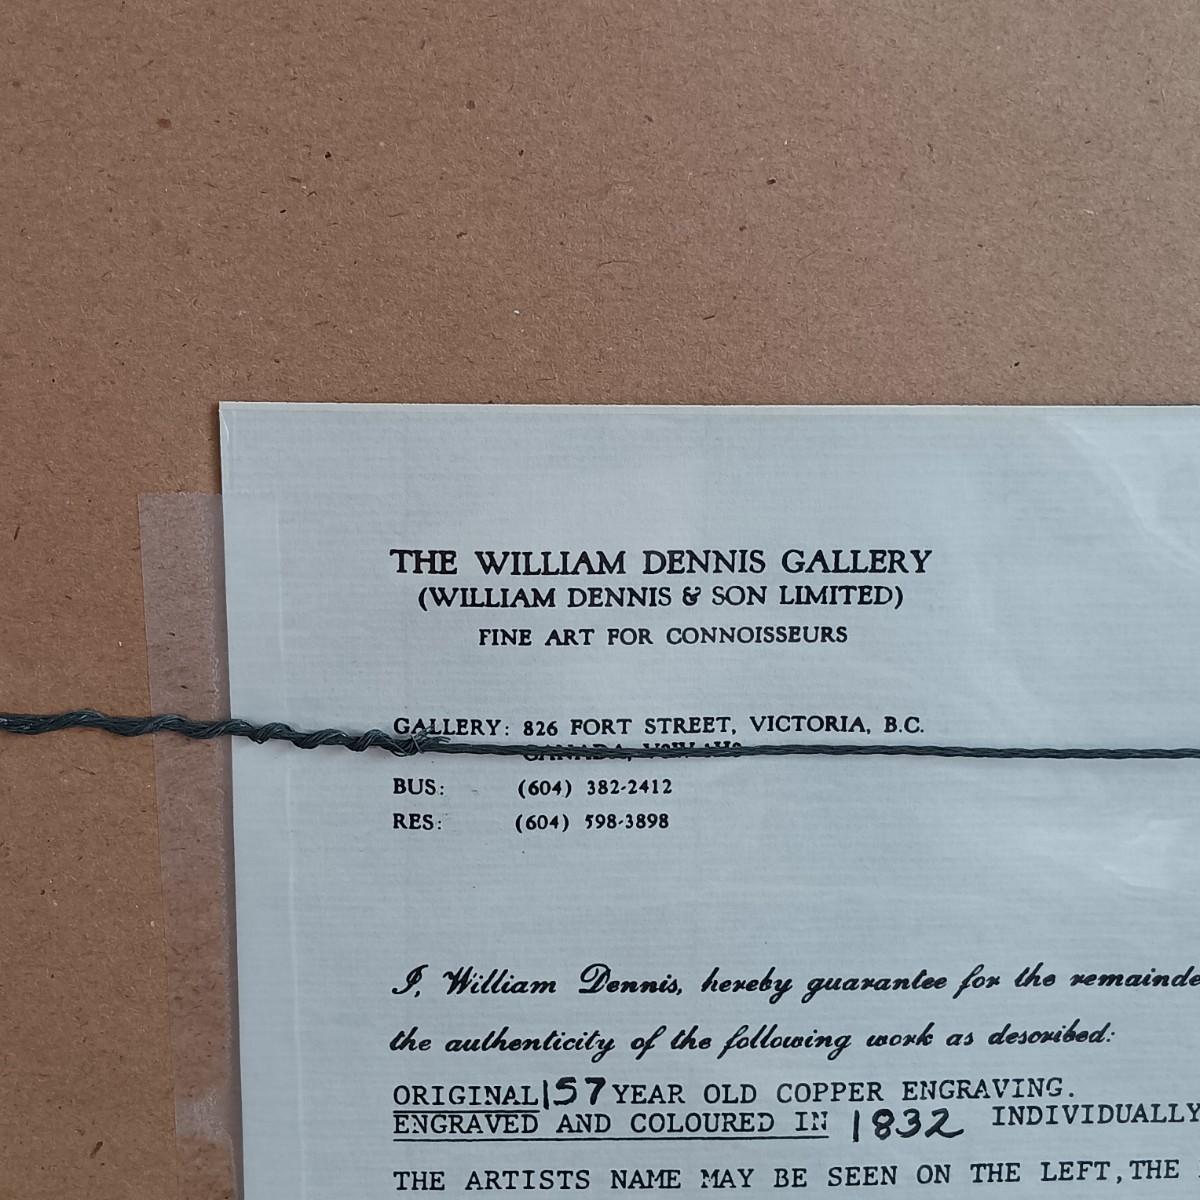 THE WILLIAM DENNIS GALLERY
(WILLIAM DENNIS & SON LIMITED)
FINE ART FOR CONNOISSEURS
GALLERY: 826 FORT STREET, VICTORIA, B.C.
CANADA,
BUS: (604) 382-2412
RES: (604) 598-3898
I, William Dennis, hereby guarantee for the remainde
the authenticity of the following work as described:
ORIGINAL 157 YEAR OLD COPPER ENGRAVING.
ENGRAVED AND COLOURED IN 1832 INDIVIDUALLY
THE ARTISTS NAME MAY BE SEEN ON THE LEFT, THE